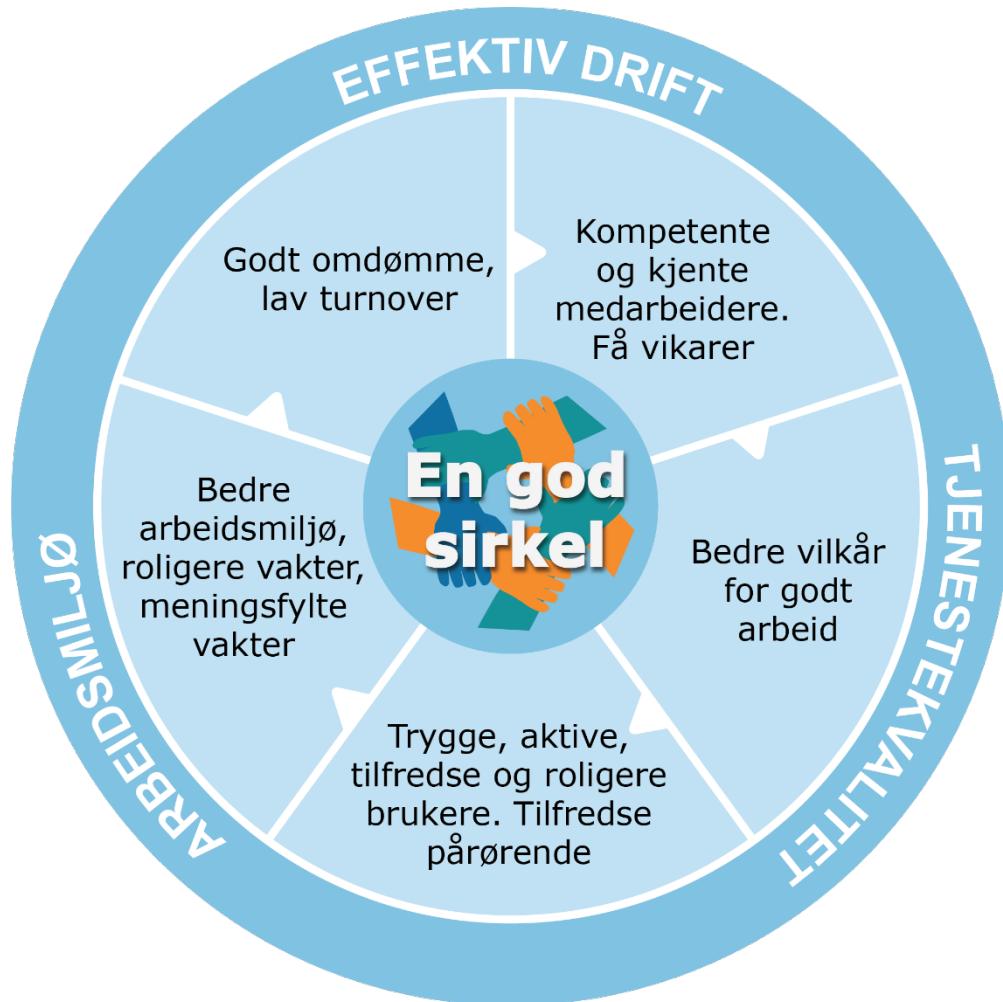 EFFEKTIV DRIFT
Kompetente
og kjente
medarbeidere.
Få vikarer
TJENESTEKVALITET
Bedre vilkår
for godt
arbeid
Trygge, aktive,
tilfredse og roligere
brukere. Tilfredse
pårørende
ARBEIDSMILJØ
Bedre
arbeidsmiljø,
roligere vakter,
meningsfylte
vakter
Godt omdømme,
lav turnover
En god
sirkel